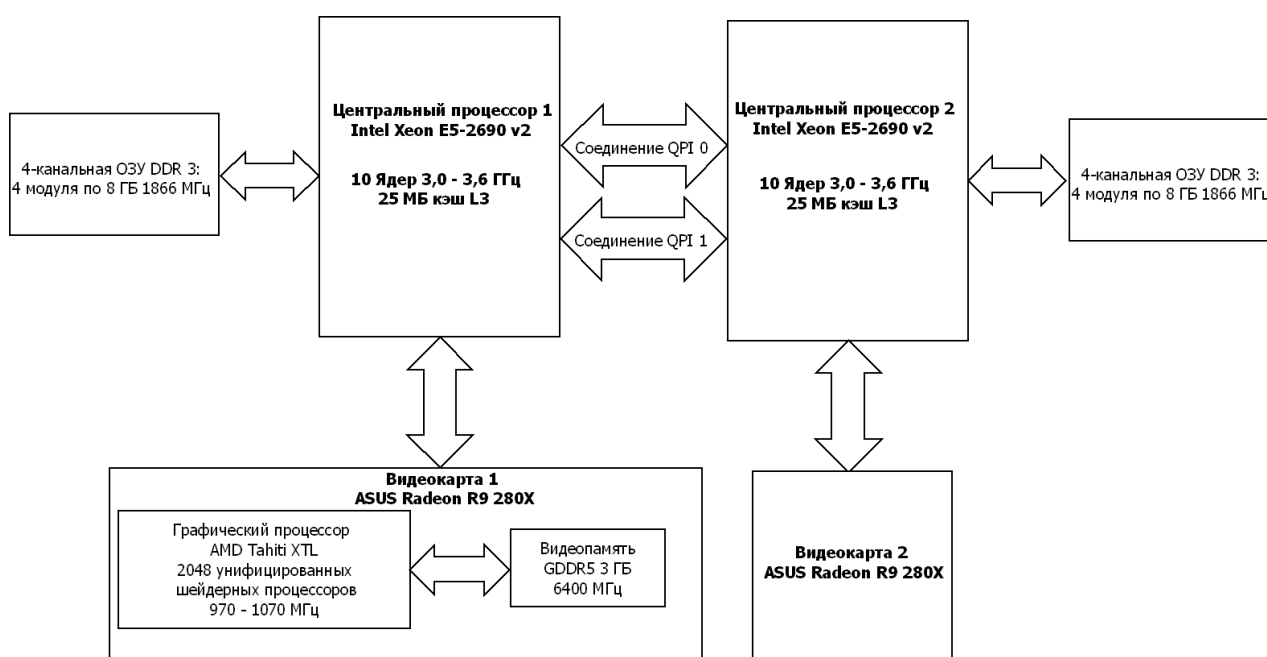 Центральный процессор 1
Intel Xeon E5-2690 v2
10 Ядер 3,0 - 3,6 ГГц
25 МБ кэш L3
Центральный процессор 2
Intel Xeon E5-2690 v2
10 Ядер 3,0 - 3,6 ГГц
25 МБ кэш L3
4-канальная ОЗУ DDR 3:
4 модуля по 8 ГБ 1866 МГц
Соединение QPI 0
Соединение QPI 1
4-канальная ОЗУ DDR 3:
4 модуля по 8 ГБ 1866 МГц
Видеокарта 1
ASUS Radeon R9 280X
Графический процессор
AMD Tahiti XTL
2048 унифицированных
шейдерных процессоров
970 - 1070 МГц
Видеопамять
GDDR5 3 ГБ
6400 МГц
Видеокарта 2
ASUS Radeon R9 280X